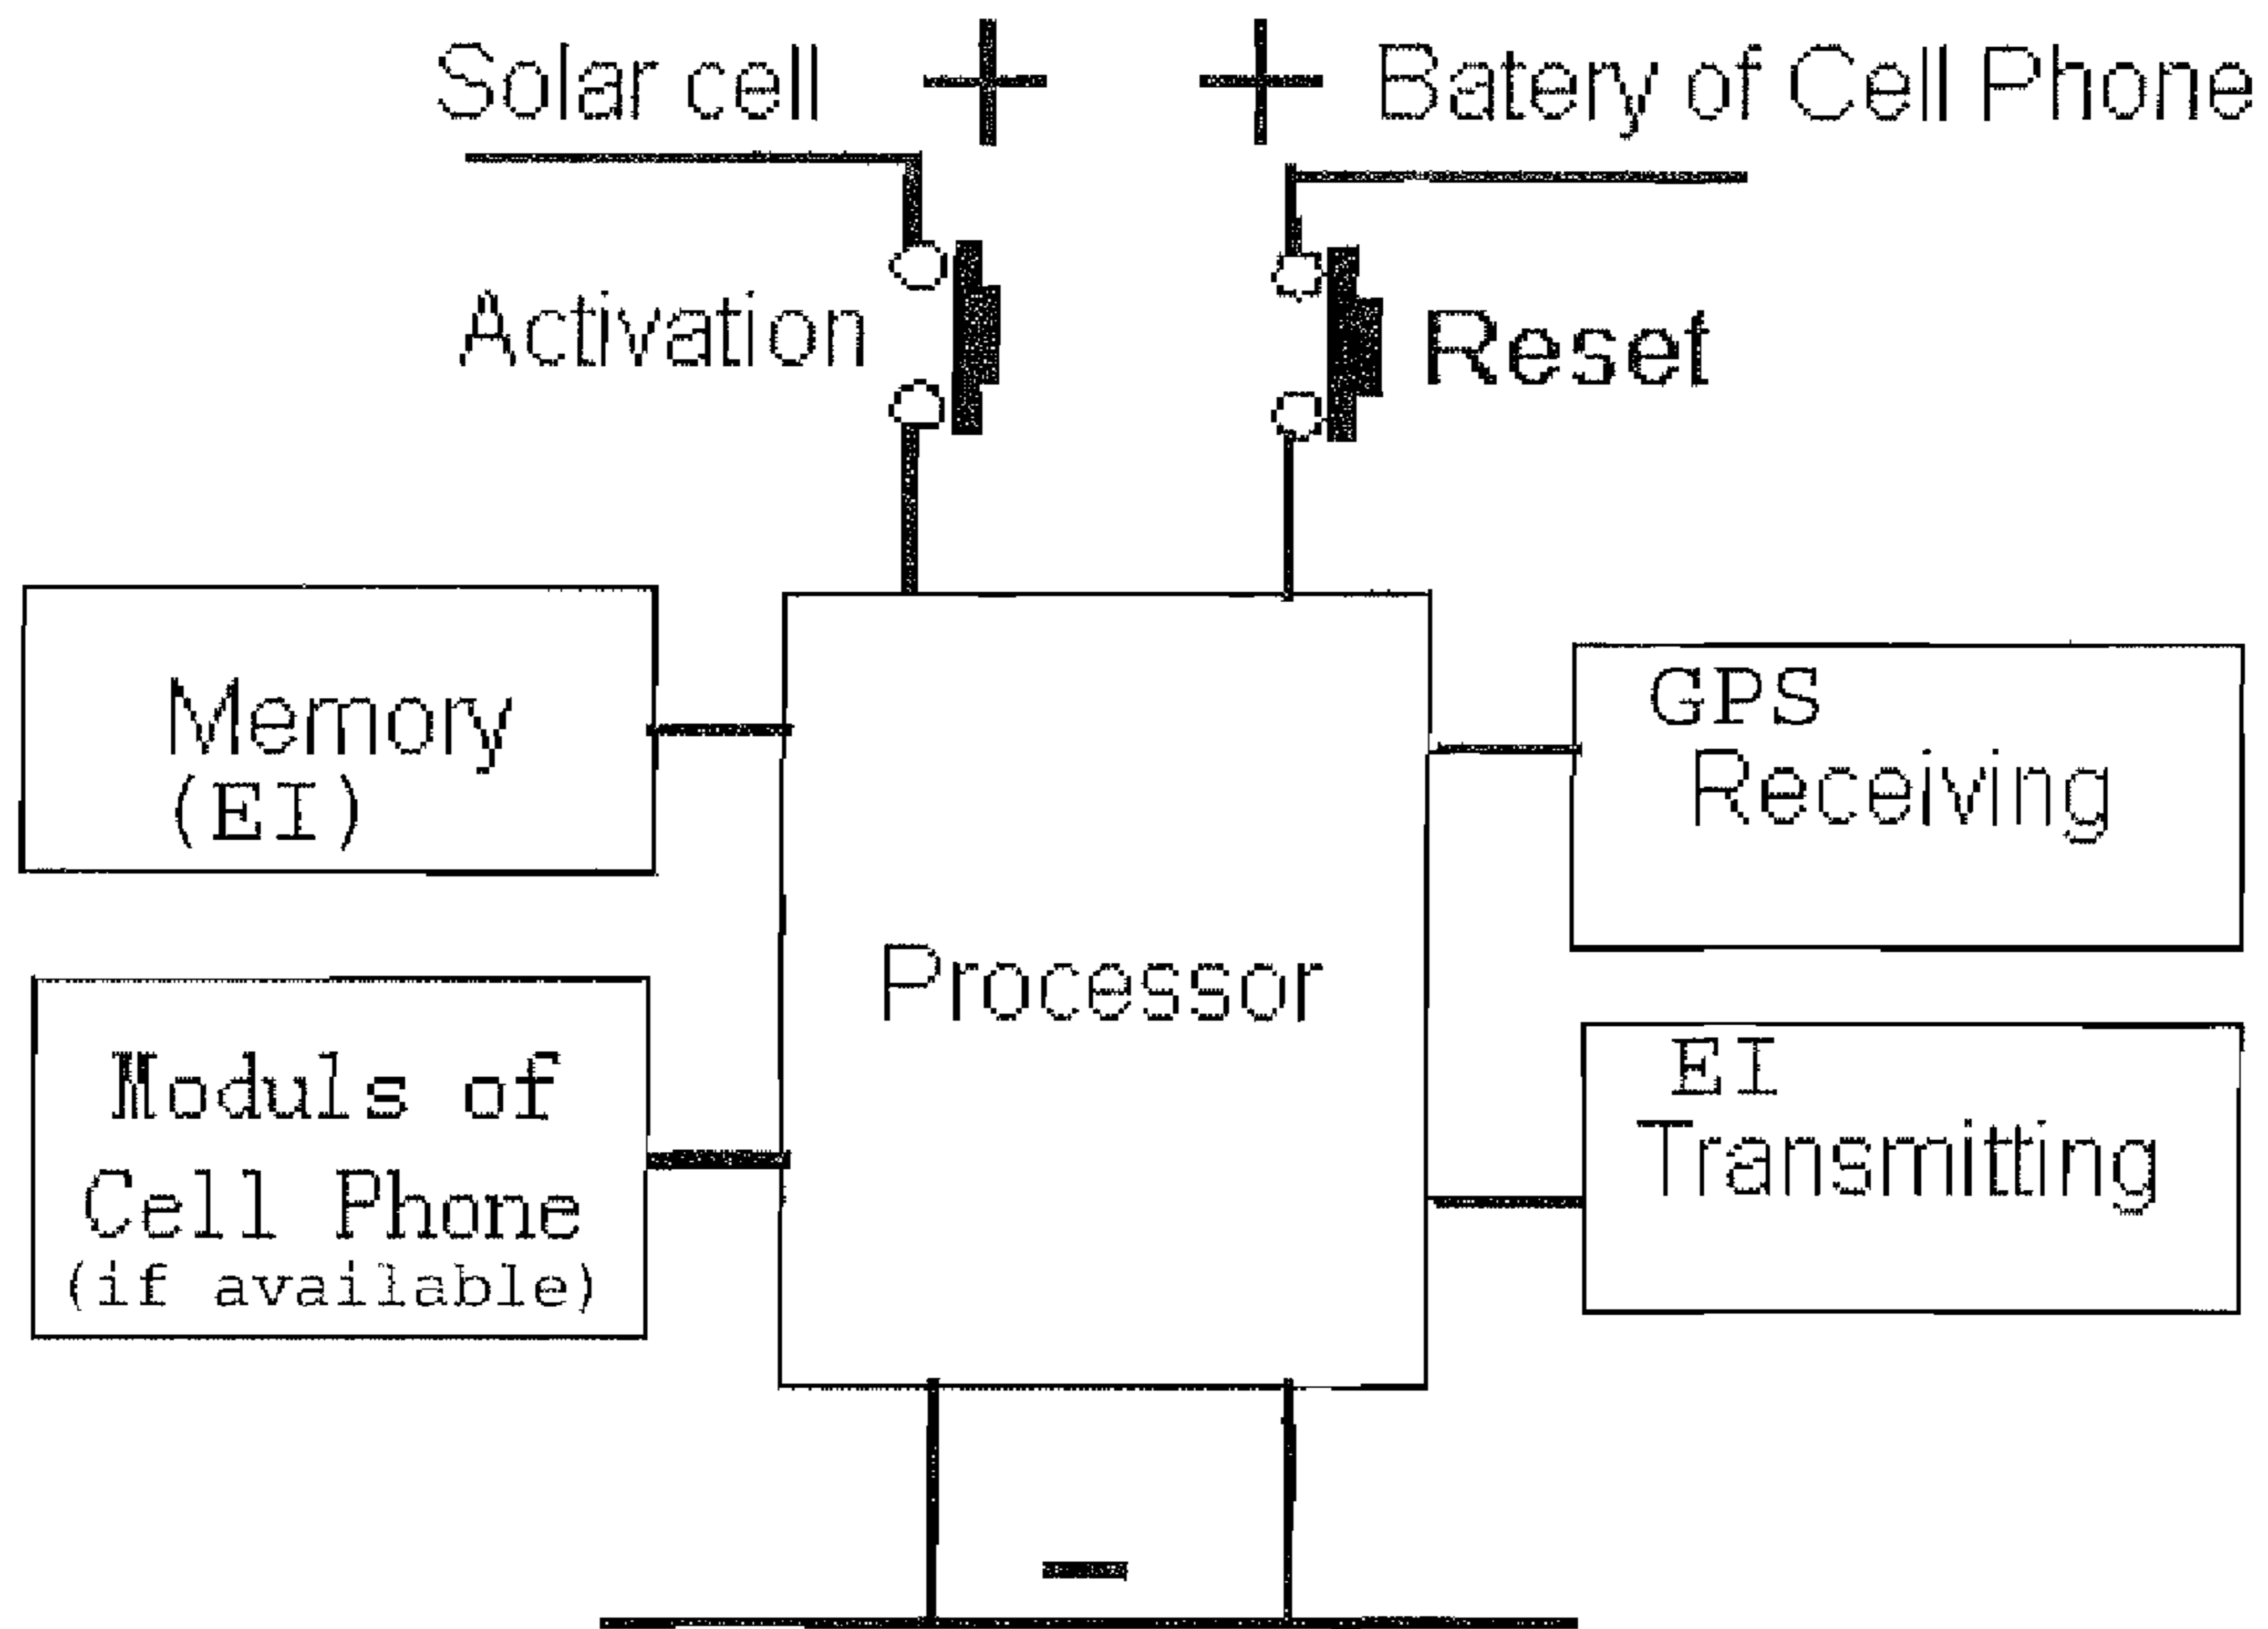 Solar cell + + Batery of Cell Phone
Activation
Reset
Memory
(EI)
GPS
Receiving
Processor
Moduls of
Cell Phone
(if available)
EI
Transmitting
−